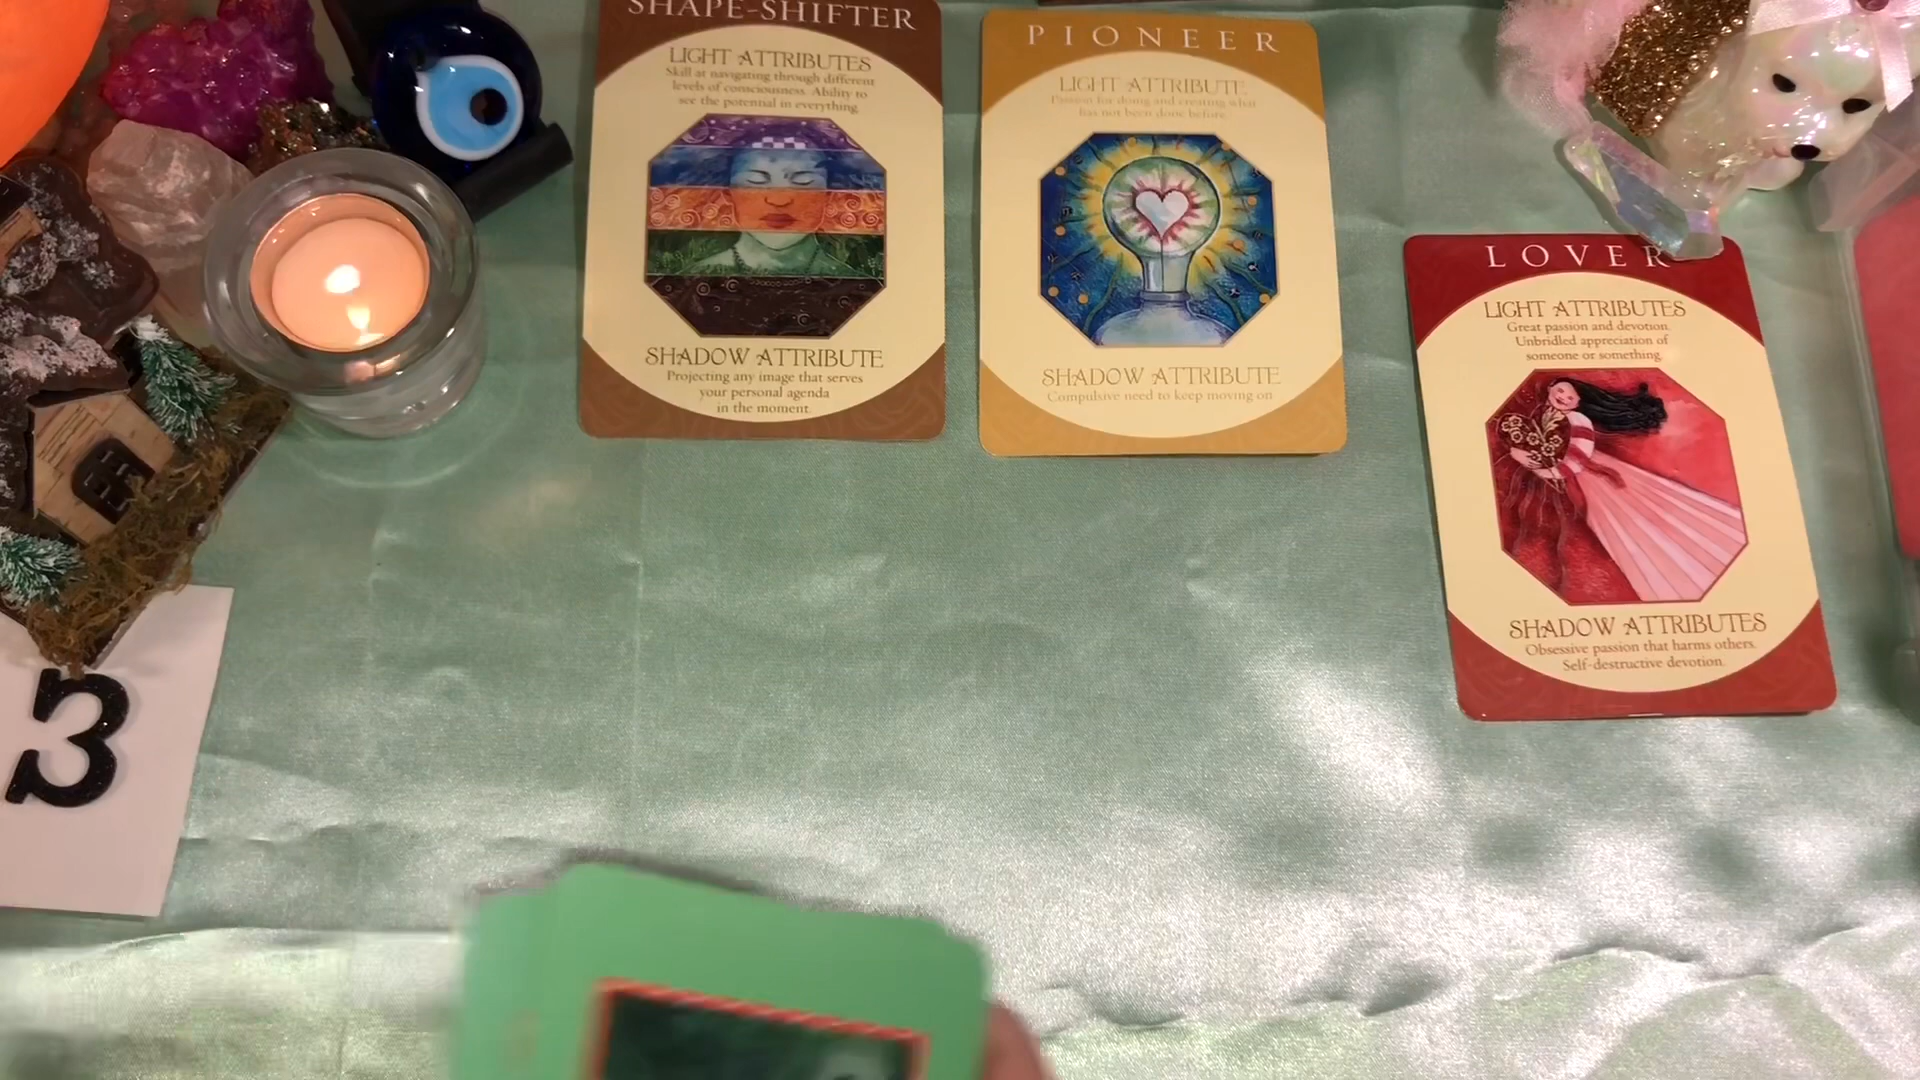 SHAPE-SHIFTER
LIGHT ATTRIBUTES
Skill at navigating through different
levels of consciousness. Ability to
see the potential in everything.
SHADOW ATTRIBUTE
Projecting any image that serves
your personal agenda
in the moment.
PIONEER
LIGHT ATTRIBUTE
Passion for doing and creating what
has not been done before.
SHADOW ATTRIBUTE
Compulsive need to keep moving on
LOVER
LIGHT ATTRIBUTES
Great passion and devotion.
Unbridled appreciation of
someone or something.
SHADOW ATTRIBUTES
Obsessive passion that harms others.
Self-destructive devotion.
3